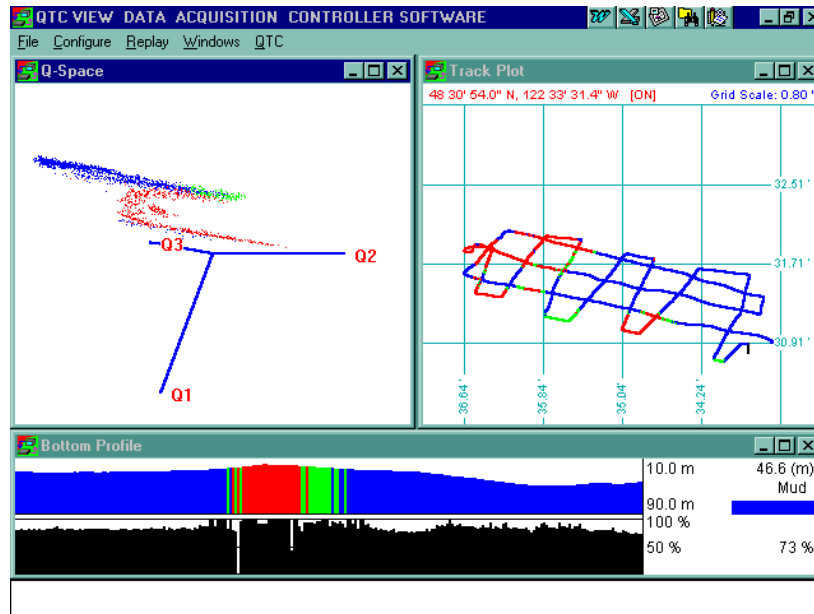 QTC VIEW DATA ACQUISITION CONTROLLER SOFTWARE
File Configure Replay Windows QTC
Q-Space
Q3
Q2
Q1
Track Plot
48 30' 54.0" N, 122 33' 31.4" W [ON] Grid Scale: 0.80 '
32.51 '
31.71 '
30.91 '
36.64 '
35.84 '
35.04 '
34.24 '
Bottom Profile
10.0 m 46.6 (m)
Mud
90.0 m
100 %
50 % 73 %